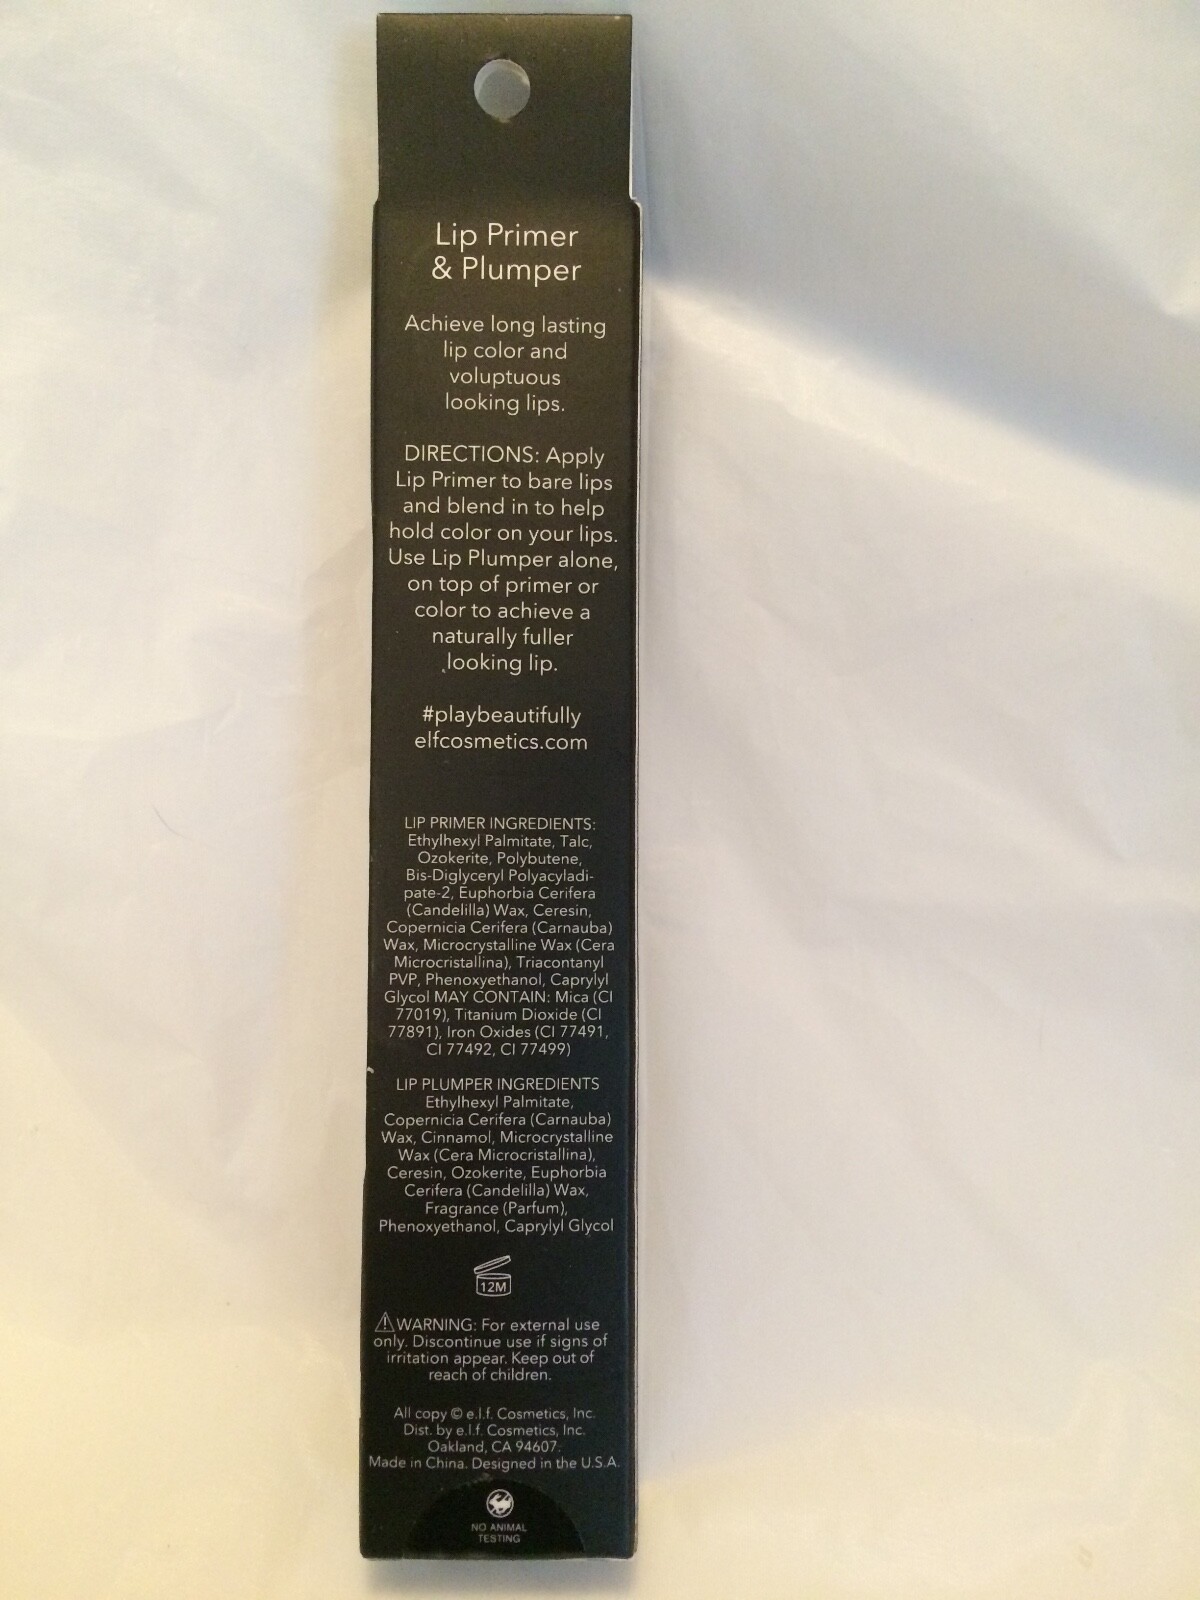 Lip Primer
& Plumper
Achieve long lasting
lip color and
voluptuous
looking lips.
DIRECTIONS: Apply
Lip Primer to bare lips
and blend in to help
hold color on your lips.
Use Lip Plumper alone,
on top of primer or
color to achieve a
naturally fuller
looking lip.
#playbeautifully
elfcosmetics.com
LIP PRIMER INGREDIENTS:
Ethylhexyl Palmitate, Talc,
Ozokerite, Polybutene,
Bis-Diglyceryl Polyacyladi-
pate-2, Euphorbia Cerifera
(Candelilla) Wax, Ceresin,
Copernicia Cerifera (Carnauba)
Wax, Microcrystalline Wax (Cera
Microcristallina), Triacontanyl
PVP, Phenoxyethanol, Caprylyl
Glycol MAY CONTAIN: Mica (CI
77019), Titanium Dioxide (CI
77891), Iron Oxides (CI 77491,
CI 77492, CI 77499)
LIP PLUMPER INGREDIENTS
Ethylhexyl Palmitate,
Copernicia Cerifera (Carnauba)
Wax, Cinnamol, Microcrystalline
Wax (Cera Microcristallina),
Ceresin, Ozokerite, Euphorbia
Cerifera (Candelilla) Wax,
Fragrance (Parfum),
Phenoxyethanol, Caprylyl Glycol
12M
WARNING: For external use
only. Discontinue use if signs of
irritation appear. Keep out of
reach of children.
All copy © e.l.f. Cosmetics, Inc.
Dist. by e.l.f. Cosmetics, Inc.
Oakland, CA 94607.
Made in China. Designed in the U.S.A.
NO ANIMAL
TESTING